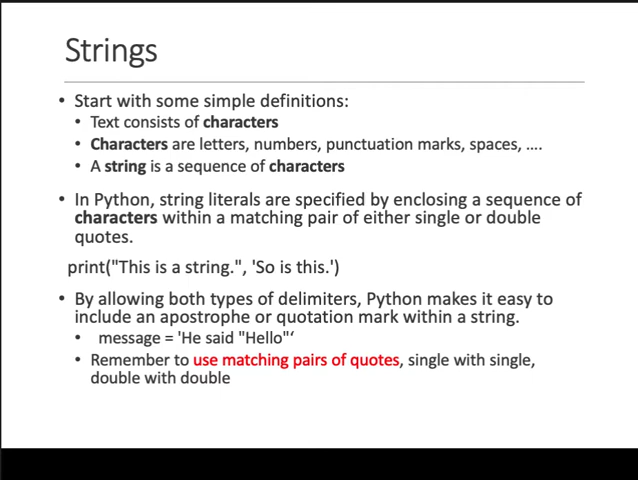 Strings
• Start with some simple definitions:
• Text consists of characters
• Characters are letters, numbers, punctuation marks, spaces, ....
• A string is a sequence of characters
• In Python, string literals are specified by enclosing a sequence of
characters within a matching pair of either single or double
quotes.
print("This is a string.", 'So is this.')
• By allowing both types of delimiters, Python makes it easy to
include an apostrophe or quotation mark within a string.
• message = 'He said "Hello"‘
• Remember to use matching pairs of quotes, single with single,
double with double